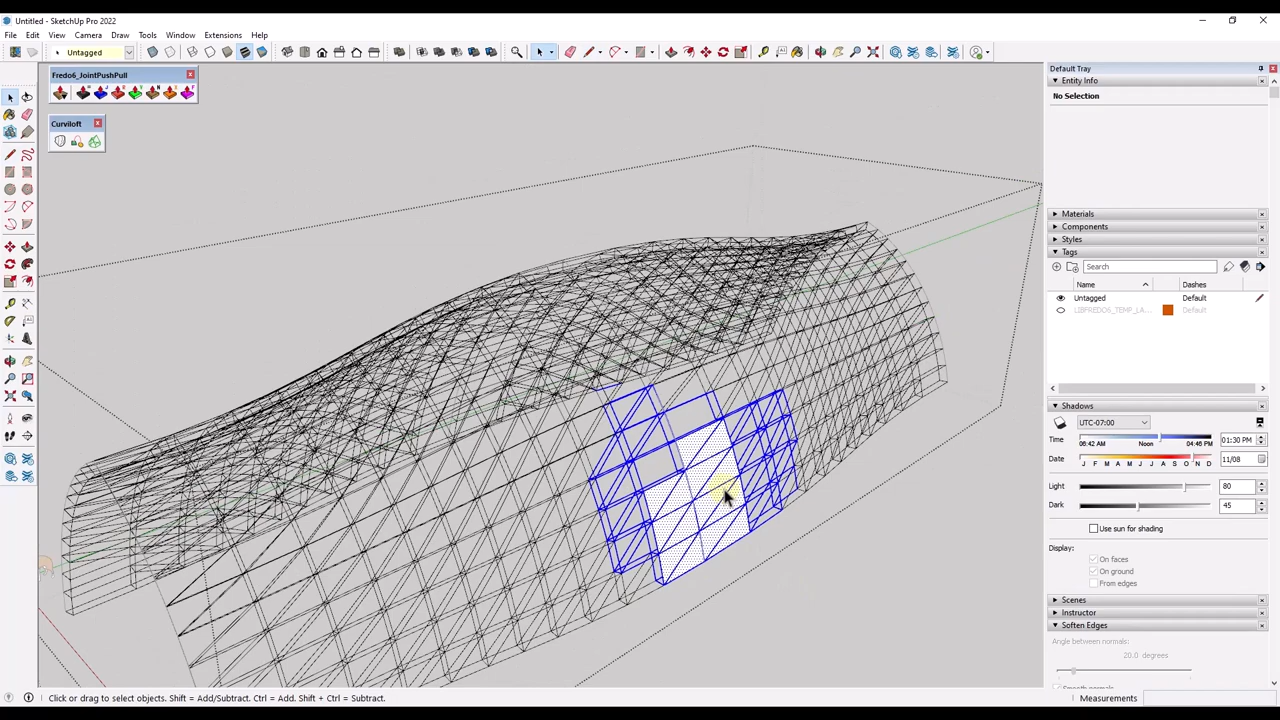 Untitled - SketchUp Pro 2022
File Edit View Camera Draw Tools Window Extensions Help
Untagged
Fredo6_JointPushPull
Curviloft
Default Tray
Entity Info
No Selection
Materials
Components
Styles
Tags
Search
Name Dashes
Untagged Default
LIBFREDO6_TEMP_LA... Default
Shadows
UTC-07:00
Time 06:42 AM Noon 04:46 PM 01:30 PM
Date J F M A M J J A S O N D 11/08
Light 80
Dark 45
Use sun for shading
Display:
On faces
On ground
From edges
Scenes
Instructor
Soften Edges
Angle between normals:
20.0 degrees
Click or drag to select objects. Shift = Add/Subtract. Ctrl = Add. Shift + Ctrl = Subtract.
Measurements